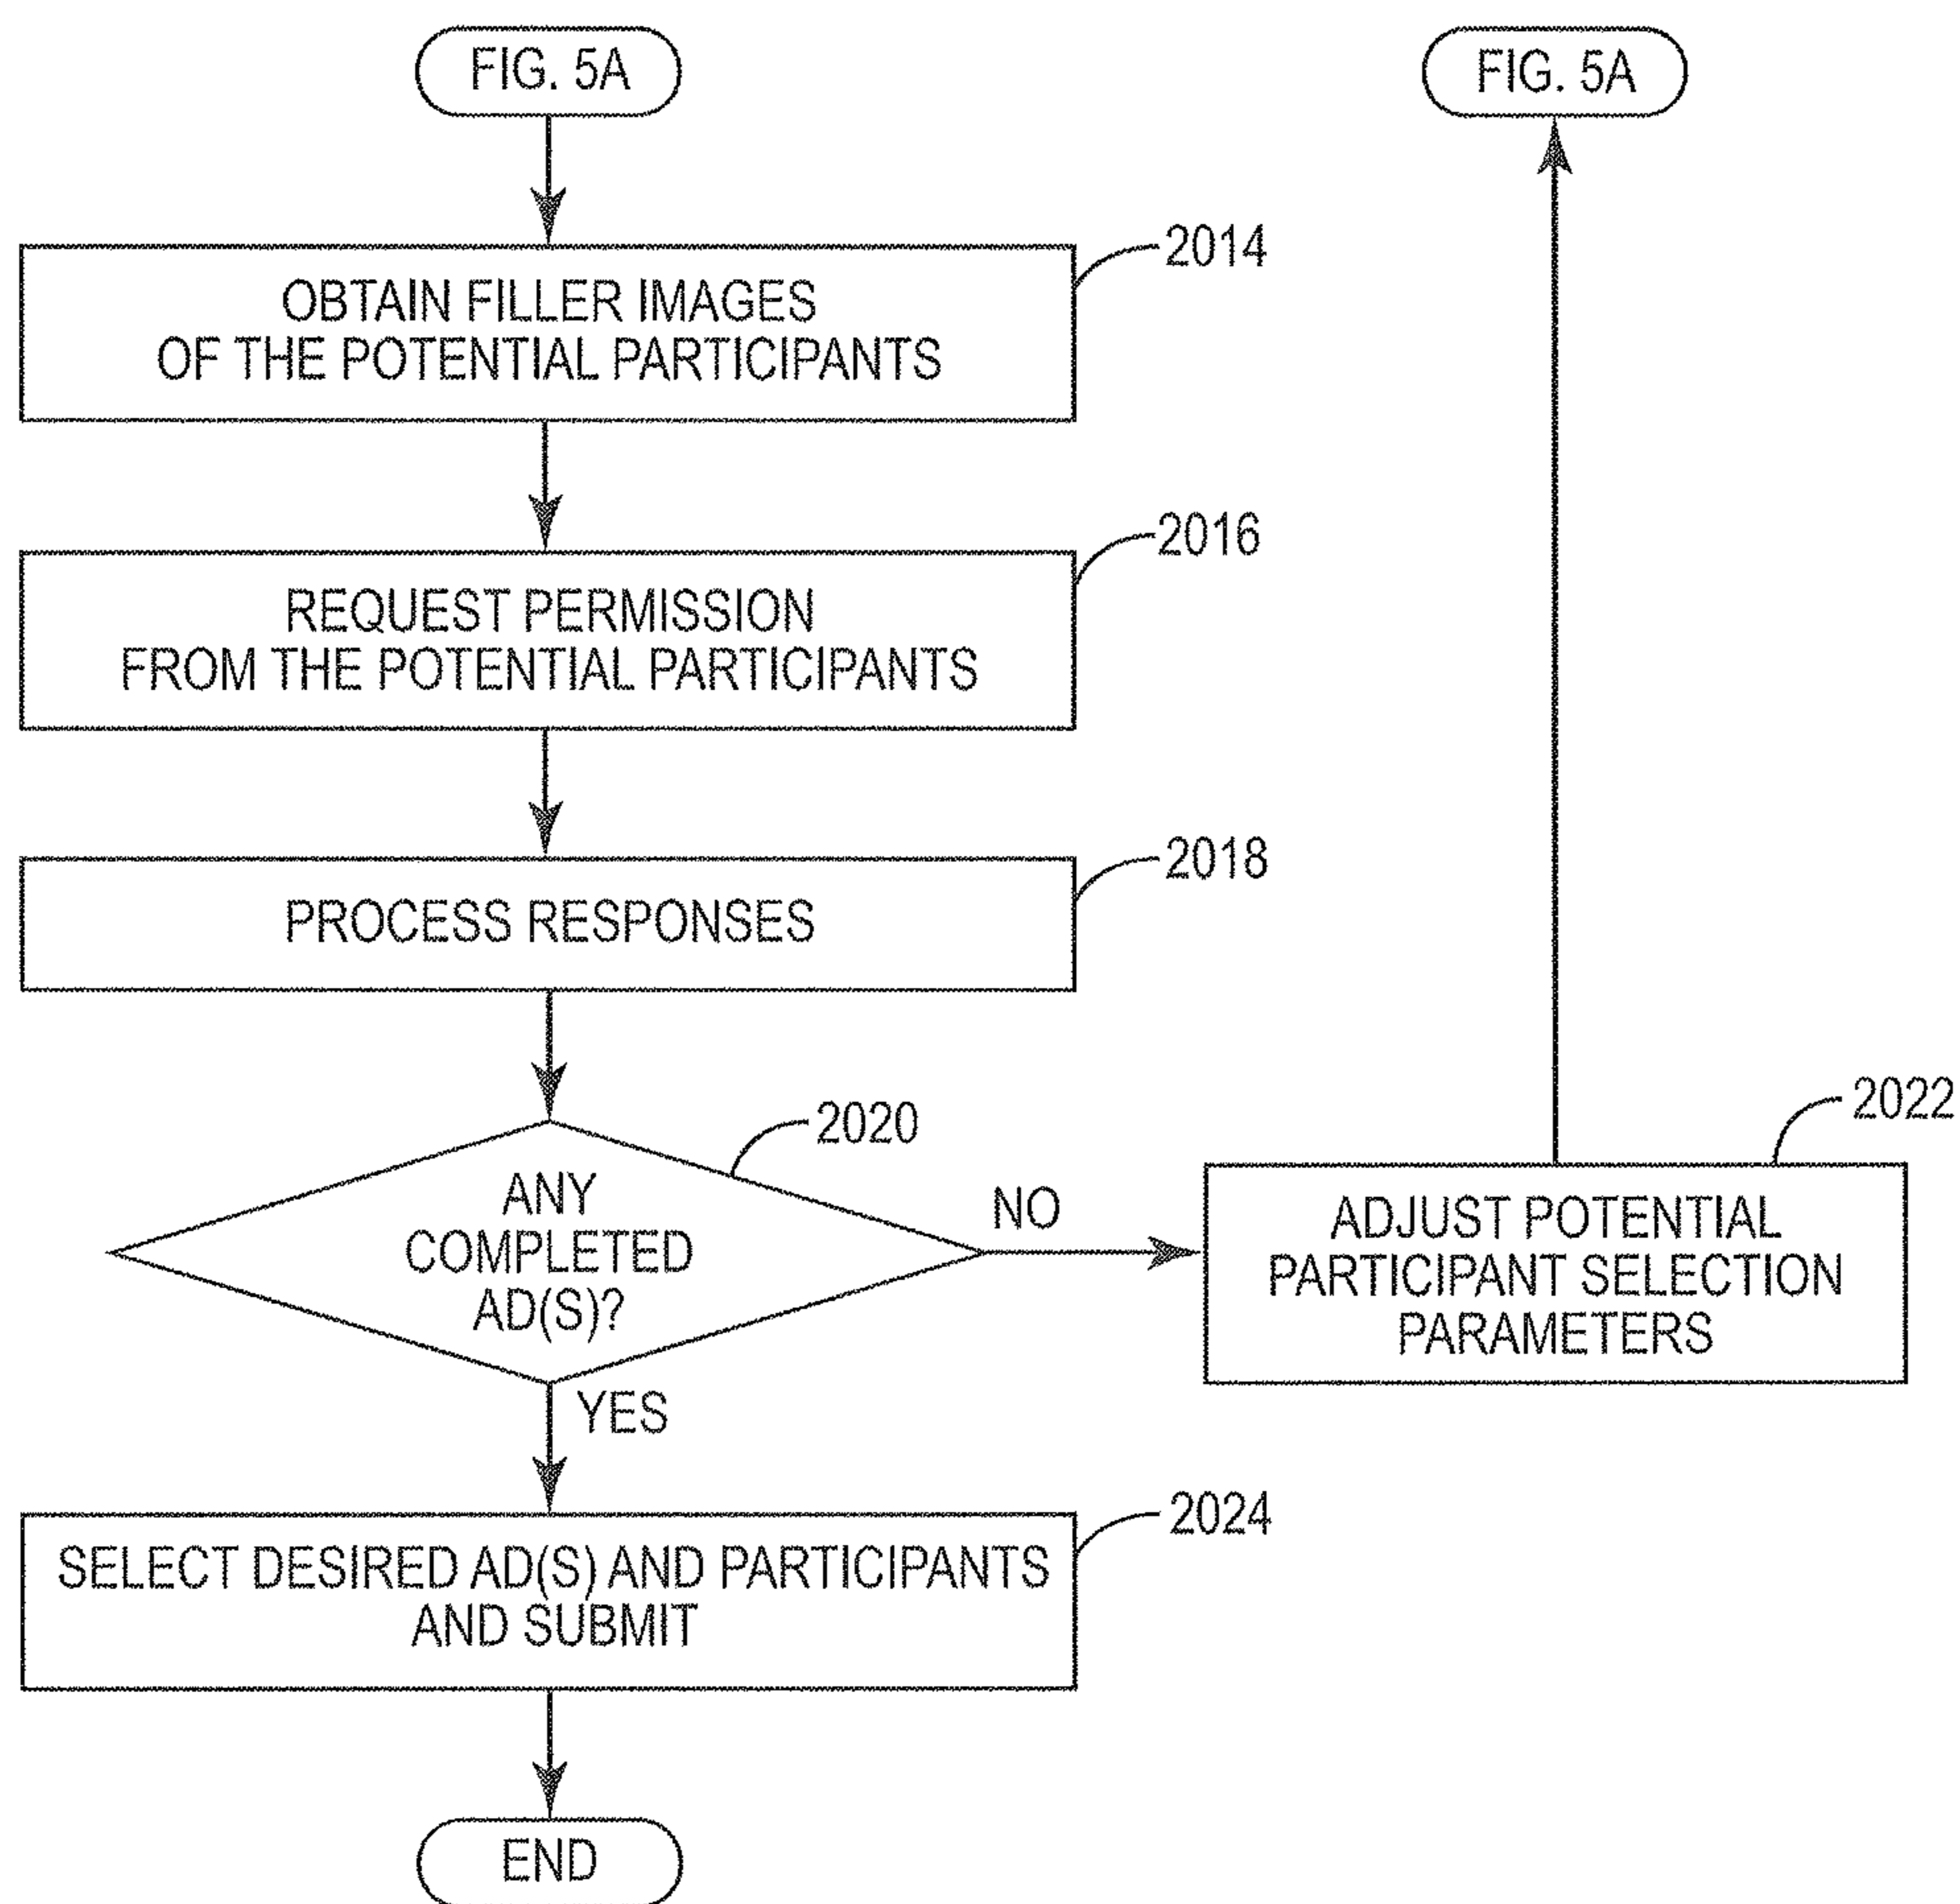 FIG. 5A
FIG. 5A
2014
OBTAIN FILLER IMAGES
OF THE POTENTIAL PARTICIPANTS
2016
REQUEST PERMISSION
FROM THE POTENTIAL PARTICIPANTS
2018
PROCESS RESPONSES
2020
ANY
COMPLETED
AD(S)?
NO
2022
ADJUST POTENTIAL
PARTICIPANT SELECTION
PARAMETERS
YES
2024
SELECT DESIRED AD(S) AND PARTICIPANTS
AND SUBMIT
END